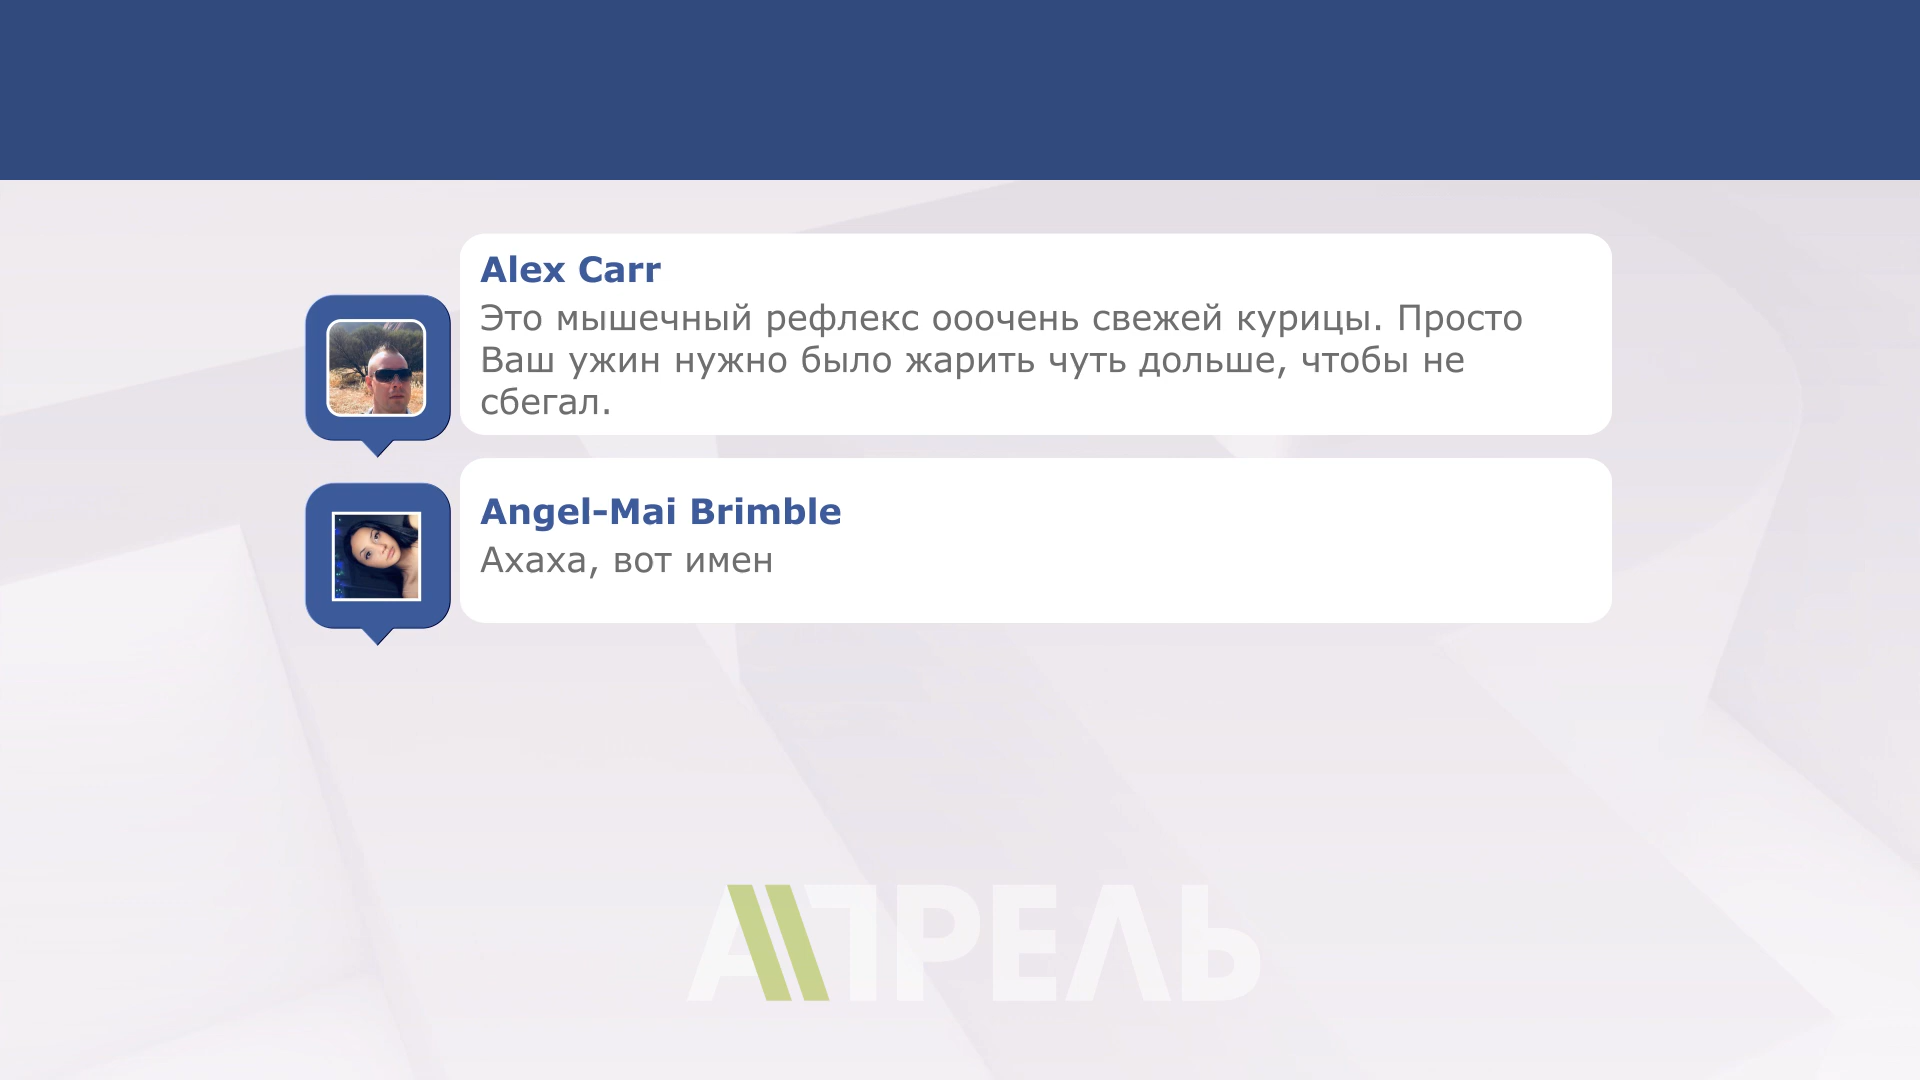 Alex Carr
Это мышечный рефлекс ооочень свежей курицы. Просто
Ваш ужин нужно было жарить чуть дольше, чтобы не
сбегал.
Angel-Mai Brimble
Ахаха, вот имен
АПРЕЛЬ